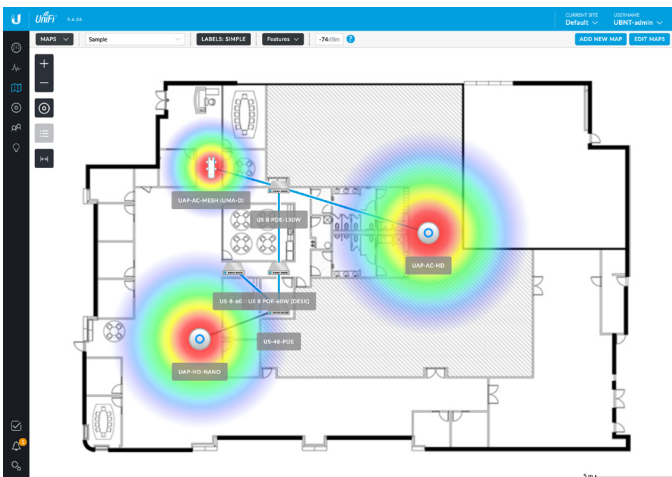 UniFi 5.6.26
CURRENT SITE
Default
USERNAME
UBNT-admin
MAPS
Sample
LABELS: SIMPLE
Features
-74dBm
?
ADD NEW MAP
EDIT MAPS
UAP-AC-MESH (UMA-D)
US 8 POE-150W
UAP-AC-HD
US-8-60
US 8 POE-60W (DESK)
US-48-POE
UAP-HD-NANO
5 m